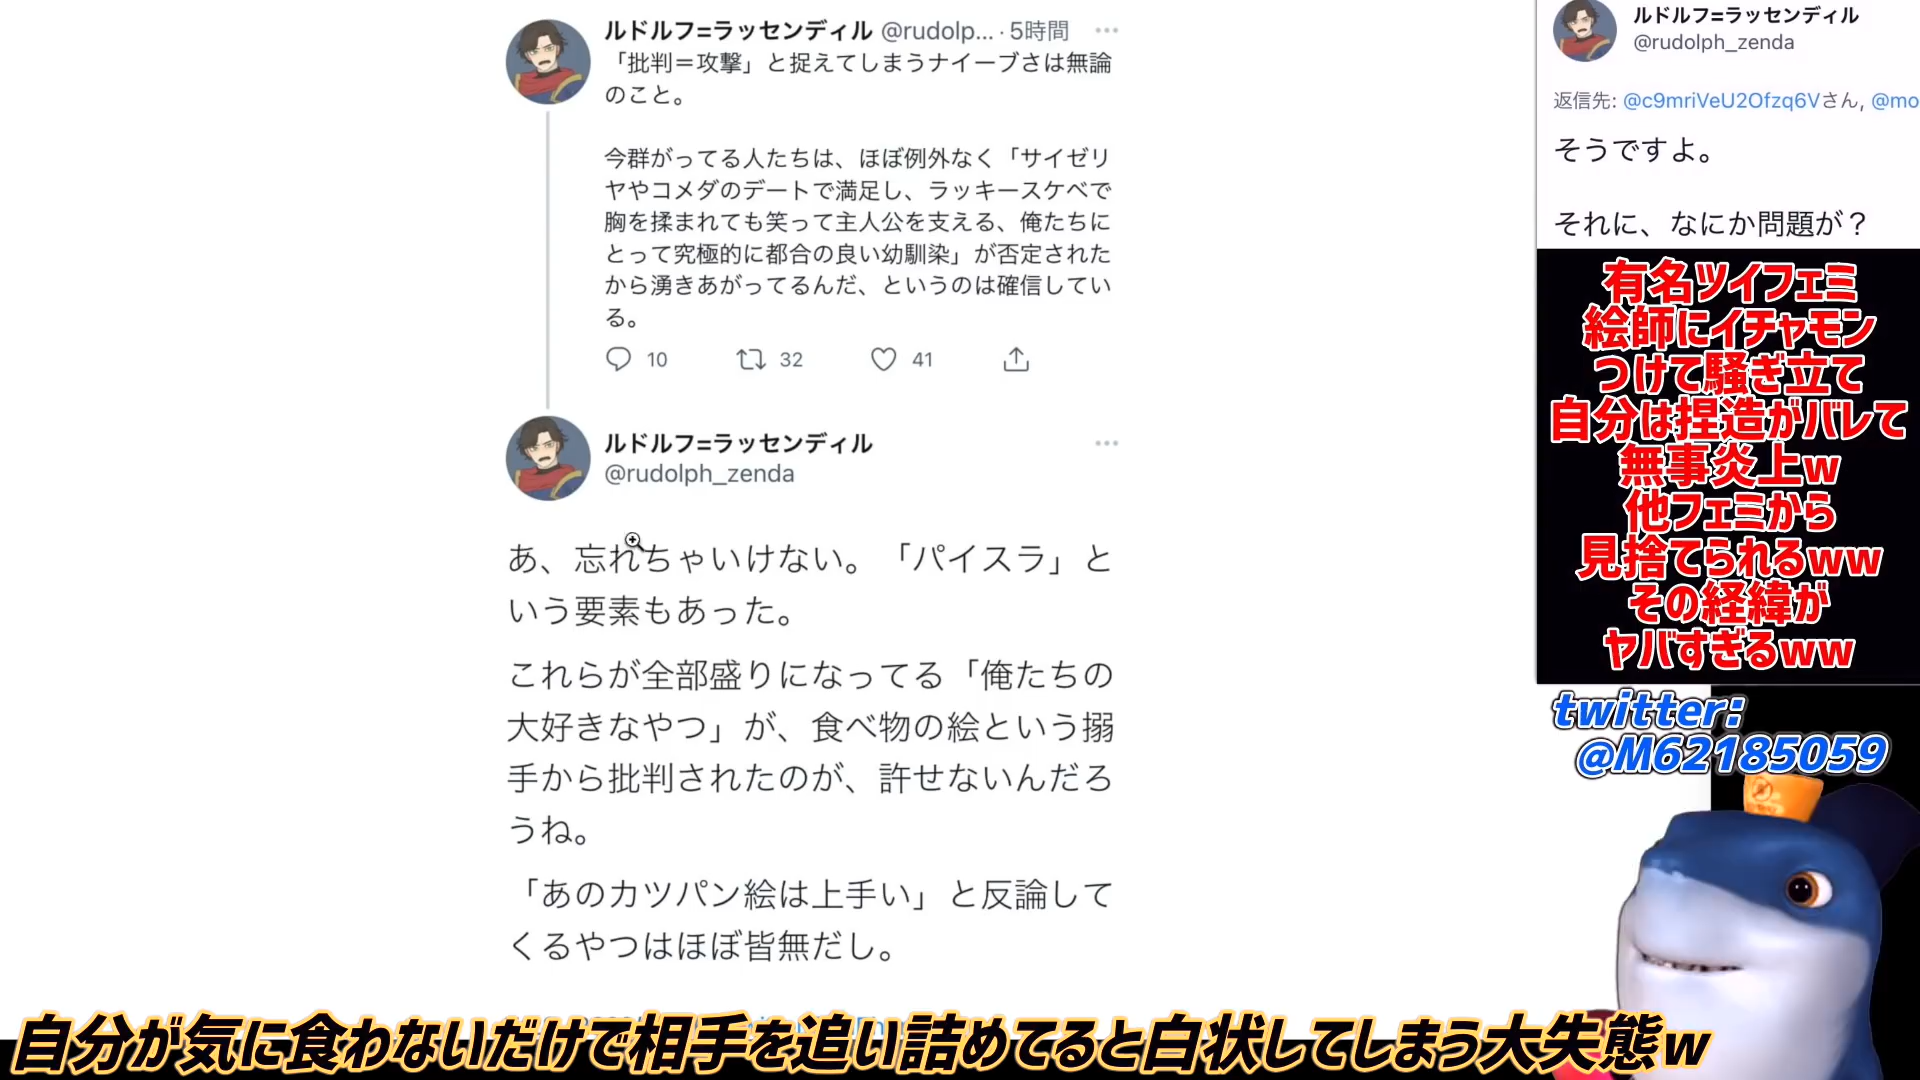 ルドルフ=ラッセンディル @rudolp... · 5時間
「批判＝攻撃」と捉えてしまうナイーブさは無論
のこと。
今群がってる人たちは、ほぼ例外なく「サイゼリ
ヤやコメダのデートで満足し、ラッキースケベで
胸を揉まれても笑って主人公を支える、俺たちに
とって究極的に都合の良い幼馴染」が否定された
から湧きあがってるんだ、というのは確信してい
る。
10 32 41
ルドルフ=ラッセンディル
@rudolph_zenda
あ、忘れちゃいけない。「パイスラ」と
いう要素もあった。
これらが全部盛りになってる「俺たちの
大好きなやつ」が、食べ物の絵という搦
手から批判されたのが、許せないんだろ
うね。
「あのカツパン絵は上手い」と反論して
くるやつはほぼ皆無だし。
ルドルフ=ラッセンディル
@rudolph_zenda
返信先: @c9mriVeU2Ofzq6Vさん, @mo
そうですよ。
それに、なにか問題が？
有名ツイフェミ
絵師にイチャモン
つけて騒ぎ立て
自分は捏造がバレて
無事炎上w
他フェミから
見捨てられるww
その経緯が
ヤバすぎるww
twitter:
@M62185059
自分が気に食わないだけで相手を追い詰めてると白状してしまう大失態w